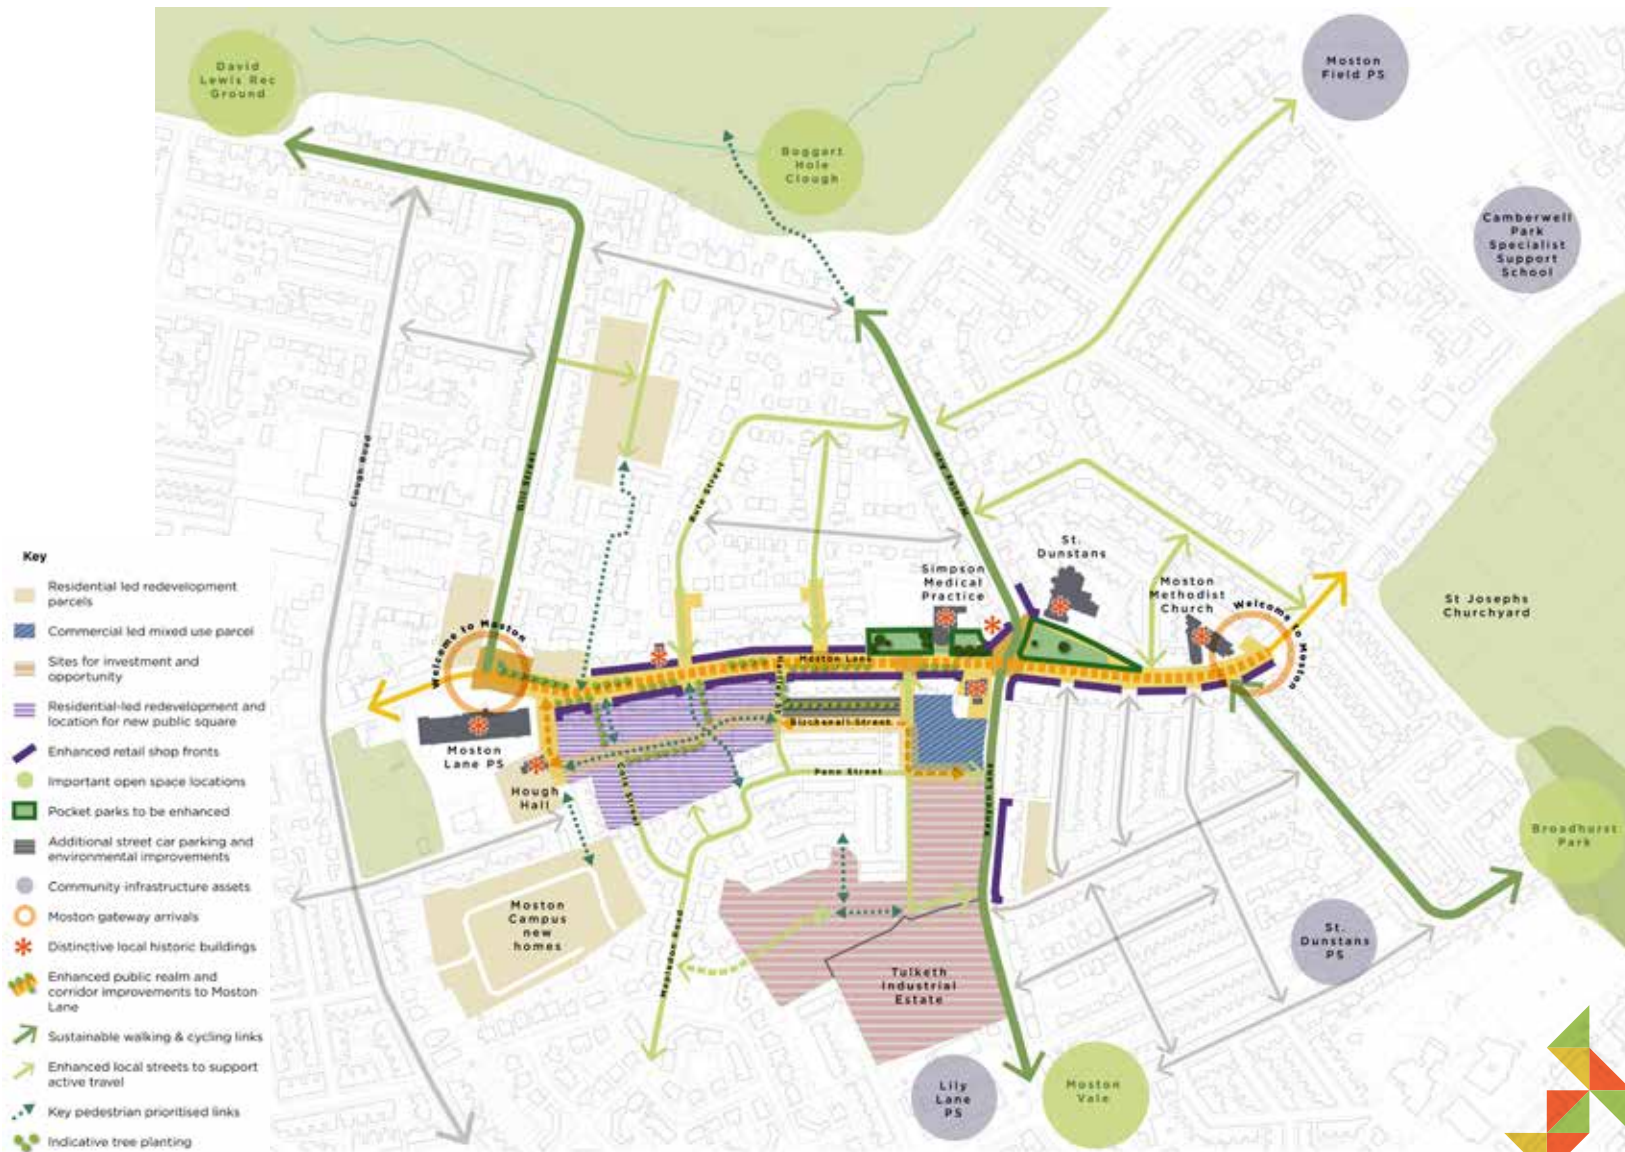 David
Lewis Rec
Ground
Boggart
Hole
Clough
Moston
Field PS
Camberwell
Park
Specialist
Support
School
Clough Road
Gill Street
Bute Street
St.
Dunstans
Simpson
Medical
Practice
Moston
Methodist
Church
St Josephs
Churchyard
Welcome to Moston
Welcome to Moston
Moston Lane
Birchenall Street
Moston
Lane PS
Penn Street
Hough
Hall
Kenyon Lane
Broadhurst
Park
Moston
Campus
new
homes
St.
Dunstans
PS
Tulketh
Industrial
Estate
Lily
Lane
PS
Moston
Vale
Key
Residential led redevelopment
parcels
Commercial led mixed use parcel
Sites for investment and
opportunity
Residential-led redevelopment and
location for new public square
Enhanced retail shop fronts
Important open space locations
Pocket parks to be enhanced
Additional street car parking and
environmental improvements
Community infrastructure assets
Moston gateway arrivals
Distinctive local historic buildings
Enhanced public realm and
corridor improvements to Moston
Lane
Sustainable walking & cycling links
Enhanced local streets to support
active travel
Key pedestrian prioritised links
Indicative tree planting